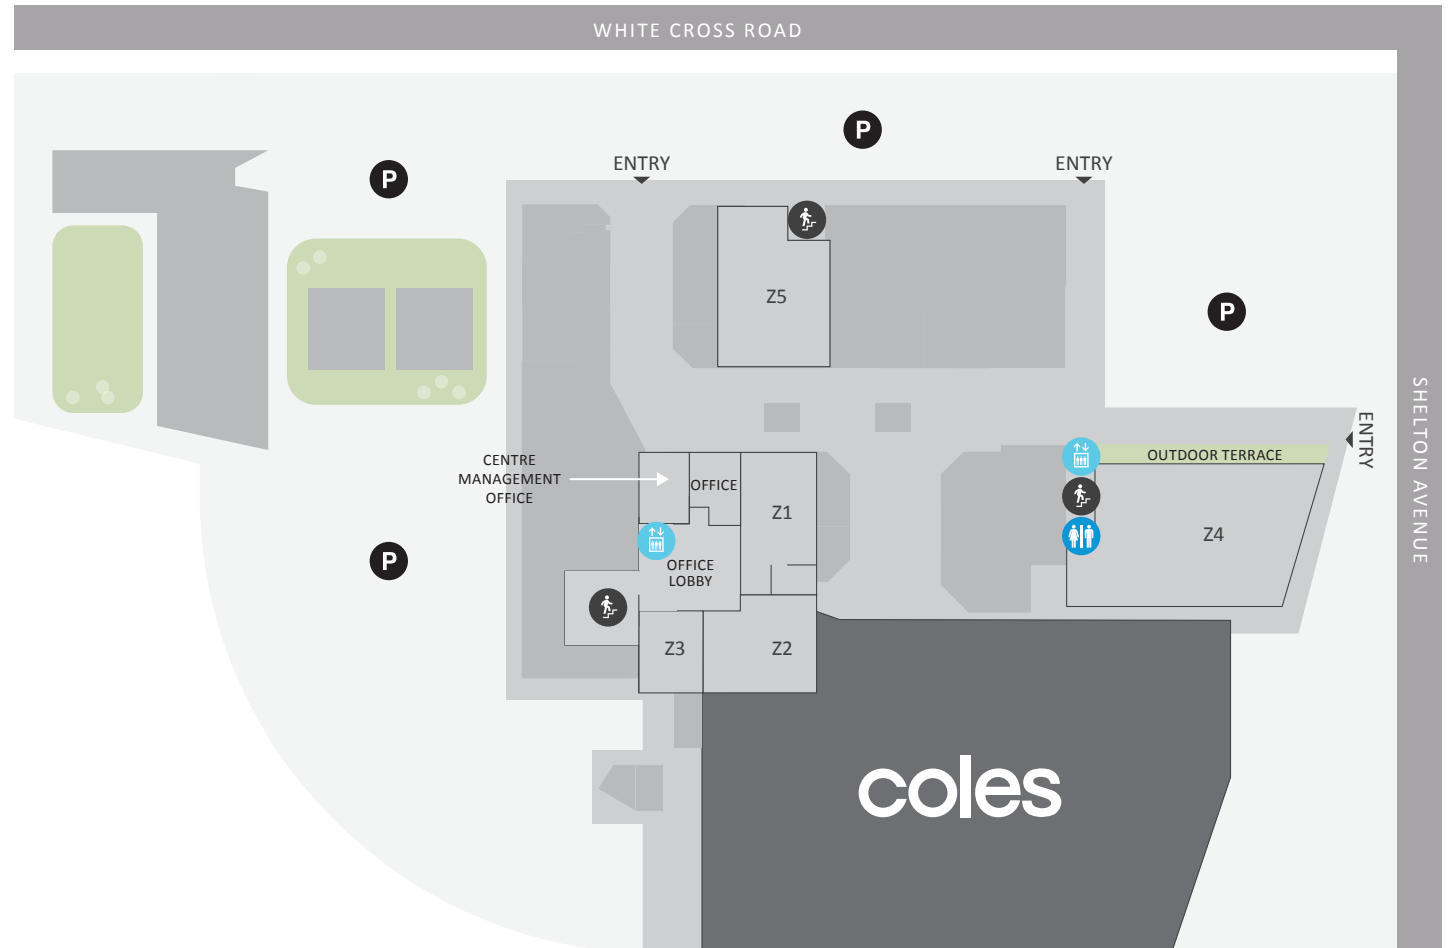 WHITE CROSS ROAD
P
P
ENTRY
ENTRY
Z5
P
SHELTON AVENUE
ENTRY
CENTRE
MANAGEMENT
OFFICE
OFFICE
Z1
OUTDOOR TERRACE
Z4
P
OFFICE
LOBBY
Z3
Z2
coles